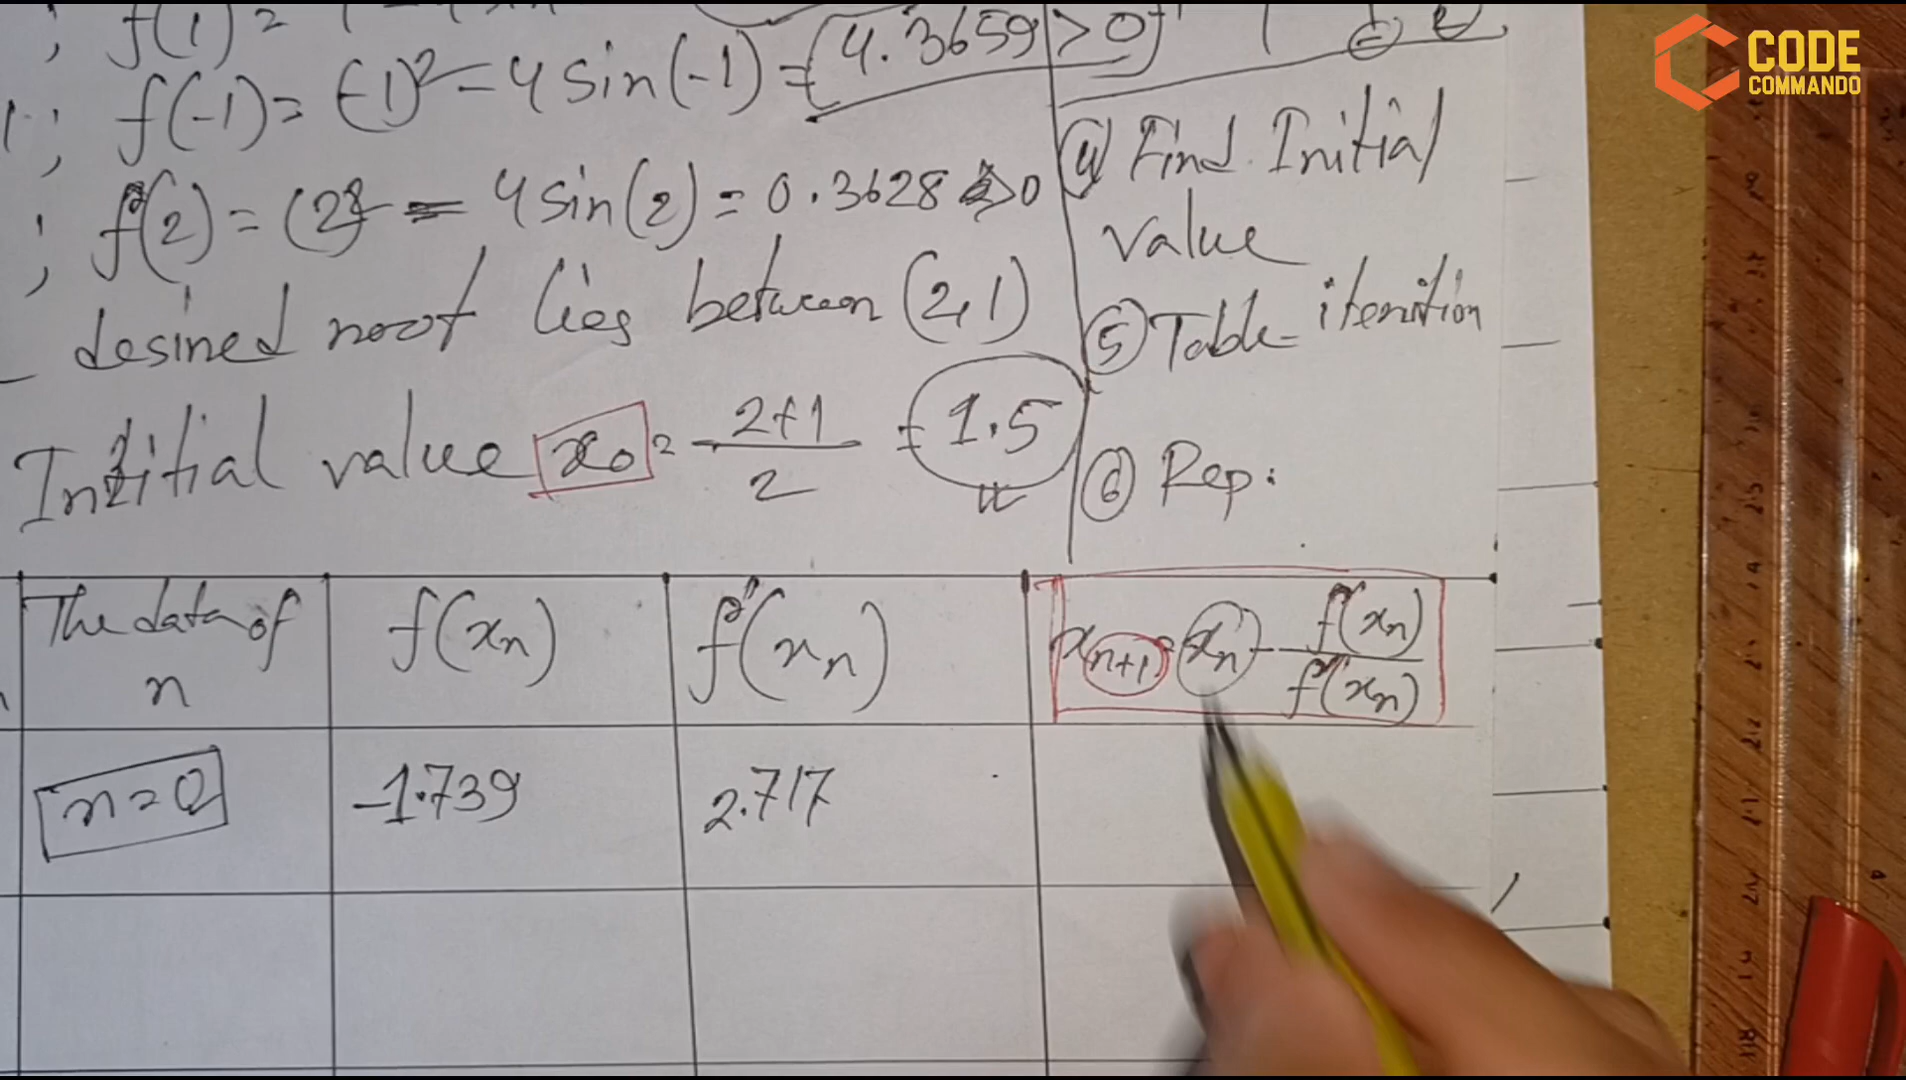 ; f(1) =
; f(-1) = (-1)² - 4 sin(-1) = 4.3659 > 0
; f(2) = (2)² - 4 sin(2) = 0.3628 > 0
desired root lies between (2,1)
Initial value x₀ = 2+1 / 2 = 1.5
④ Find Initial
value
⑤ Table iteration
⑥ Rep:
The data of
n
f(xₙ)
f'(xₙ)
xₙ₊₁ = xₙ - f(xₙ) / f'(xₙ)
n=0
-1.739
2.717
CODE
COMMANDO